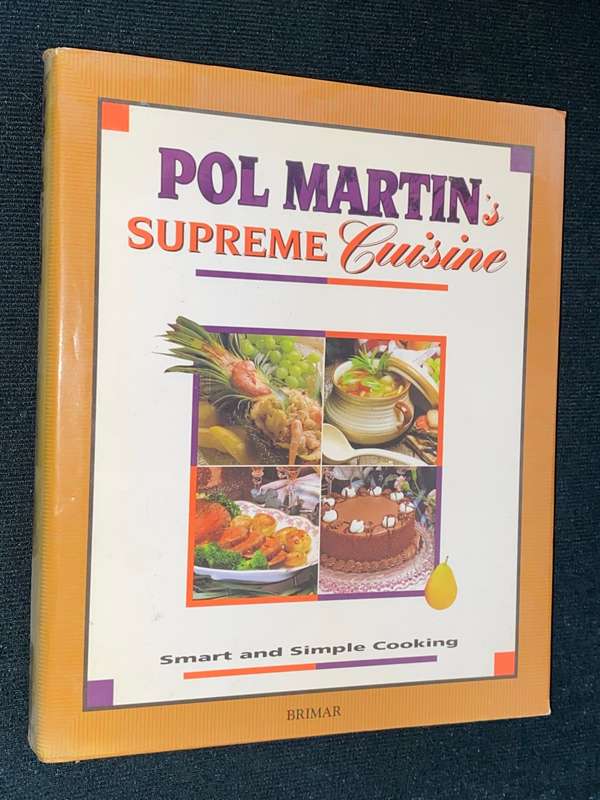 POL MARTIN's
SUPREME Cuisine
Smart and Simple Cooking
BRIMAR